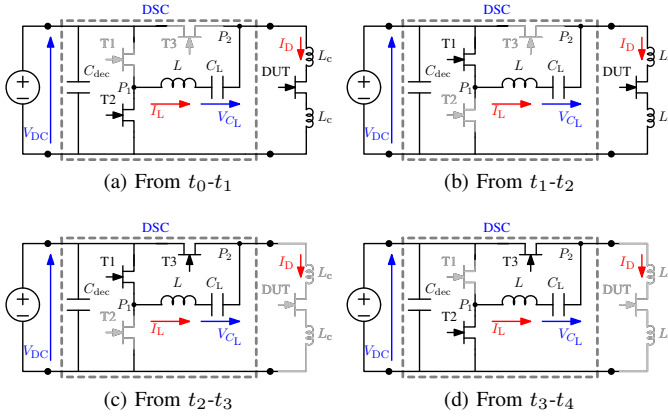 DSC
T1
T3
P2
ID
Lc
Cdec
L
CL
DUT
P1
T2
IL
VCL
Lc
VDC
(a) From t0-t1
DSC
T1
T3
P2
ID
L
Cdec
L
CL
DUT
P1
T2
IL
VCL
L
VDC
(b) From t1-t2
DSC
T1
T3
P2
ID
Lc
Cdec
L
CL
DUT
P1
T2
IL
VCL
Lc
VDC
(c) From t2-t3
DSC
T1
T3
P2
ID
L
Cdec
L
CL
DUT
P1
T2
IL
VCL
L
VDC
(d) From t3-t4